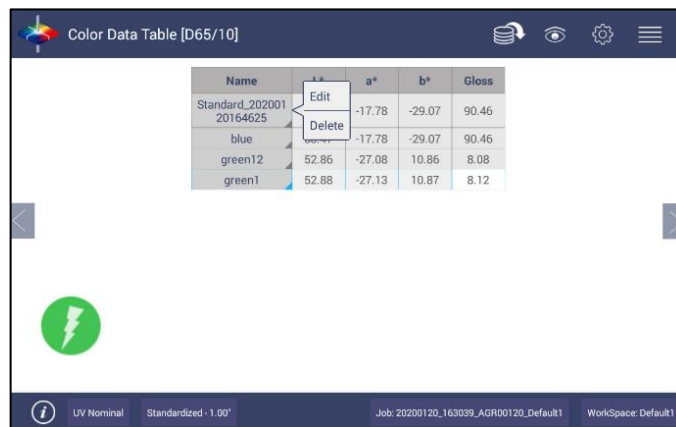 Color Data Table [D65/10]
Name a* b* Gloss
Edit
Delete
Standard_202001
20164625 -17.78 -29.07 90.46
blue -17.78 -29.07 90.46
green12 52.86 -27.08 10.86 8.08
green1 52.88 -27.13 10.87 8.12
i UV Nominal Standardized - 1.00" Job: 20200120_163039_AGR00120_Default1 WorkSpace: Default1